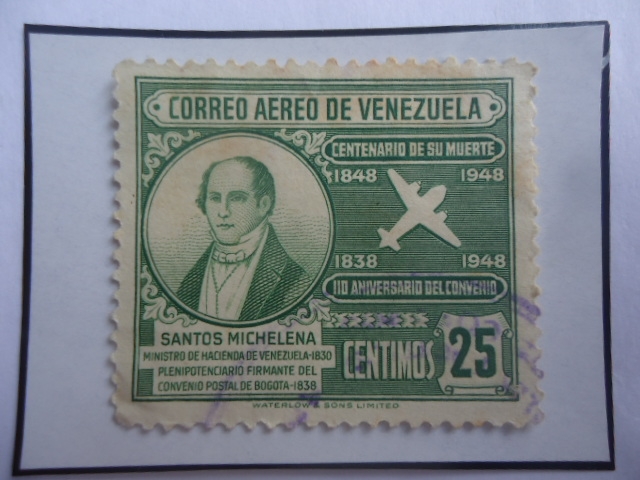 CORREO AEREO DE VENEZUELA
CENTENARIO DE SU MUERTE
1848 1948
1838 1948
110 ANIVERSARIO DEL CONVENIO
SANTOS MICHELENA
MINISTRO DE HACIENDA DE VENEZUELA-1830
PLENIPOTENCIARIO FIRMANTE DEL
CONVENIO POSTAL DE BOGOTA-1838
CENTIMOS 25
WATERLOW & SONS LIMITED